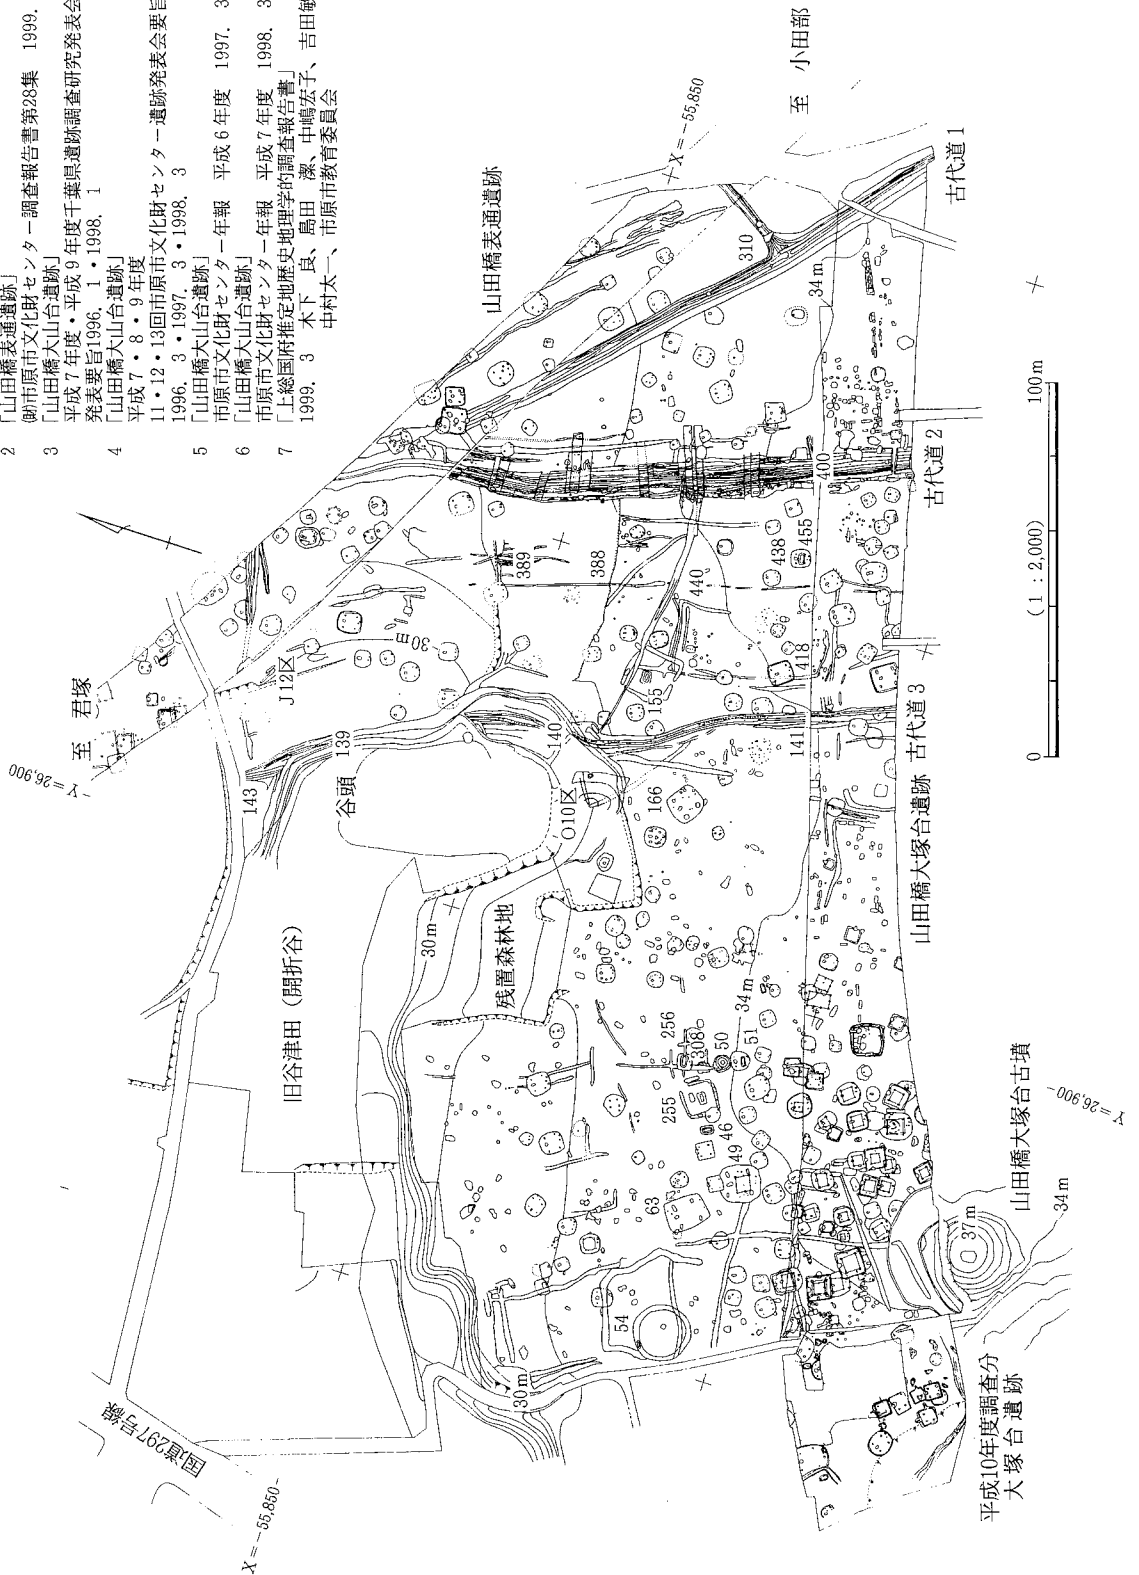 2 「山田橋表通遺跡」
㈶市原市文化財センター調査報告書第28集 1999.
3 「山田橋大山台遺跡」
平成7年度・平成9年度千葉県遺跡調査研究発表会
発表要旨1996. 1・1998. 1
4 「山田橋大山台遺跡」
平成7・8・9年度
11・12・13回市原市文化財センター遺跡発表会要旨
1996. 3・1997. 3・1998. 3
5 「山田橋大山台遺跡」
市原市文化財センター年報 平成6年度 1997. 3
6 「山田橋大山台遺跡」
市原市文化財センター年報 平成7年度 1998. 3
7 「上総国府推定地歴史地理学的調査報告書」
1999. 3 木下 良、島田 潔、中嶋宏子、吉田敏
中村太一、市原市教育委員会
国道297号線
X=-55,850
Y=-26,900
至 君塚
旧谷津田（開折谷）
谷頭
143
139
J12区
30m
山田橋表通遺跡
X=-55,850
至 小田部
310
34m
古代道1
30m
残置森林地
O10区
140
166
155
389
388
440
438
455
400
古代道2
418
141
古代道3
山田橋大塚台遺跡
30m
54
63
49
46
255
256
308
50
51
34m
37m
34m
山田橋大塚台古墳
Y=-26,900
平成10年度調査分
大塚台遺跡
0
(1:2,000)
100m